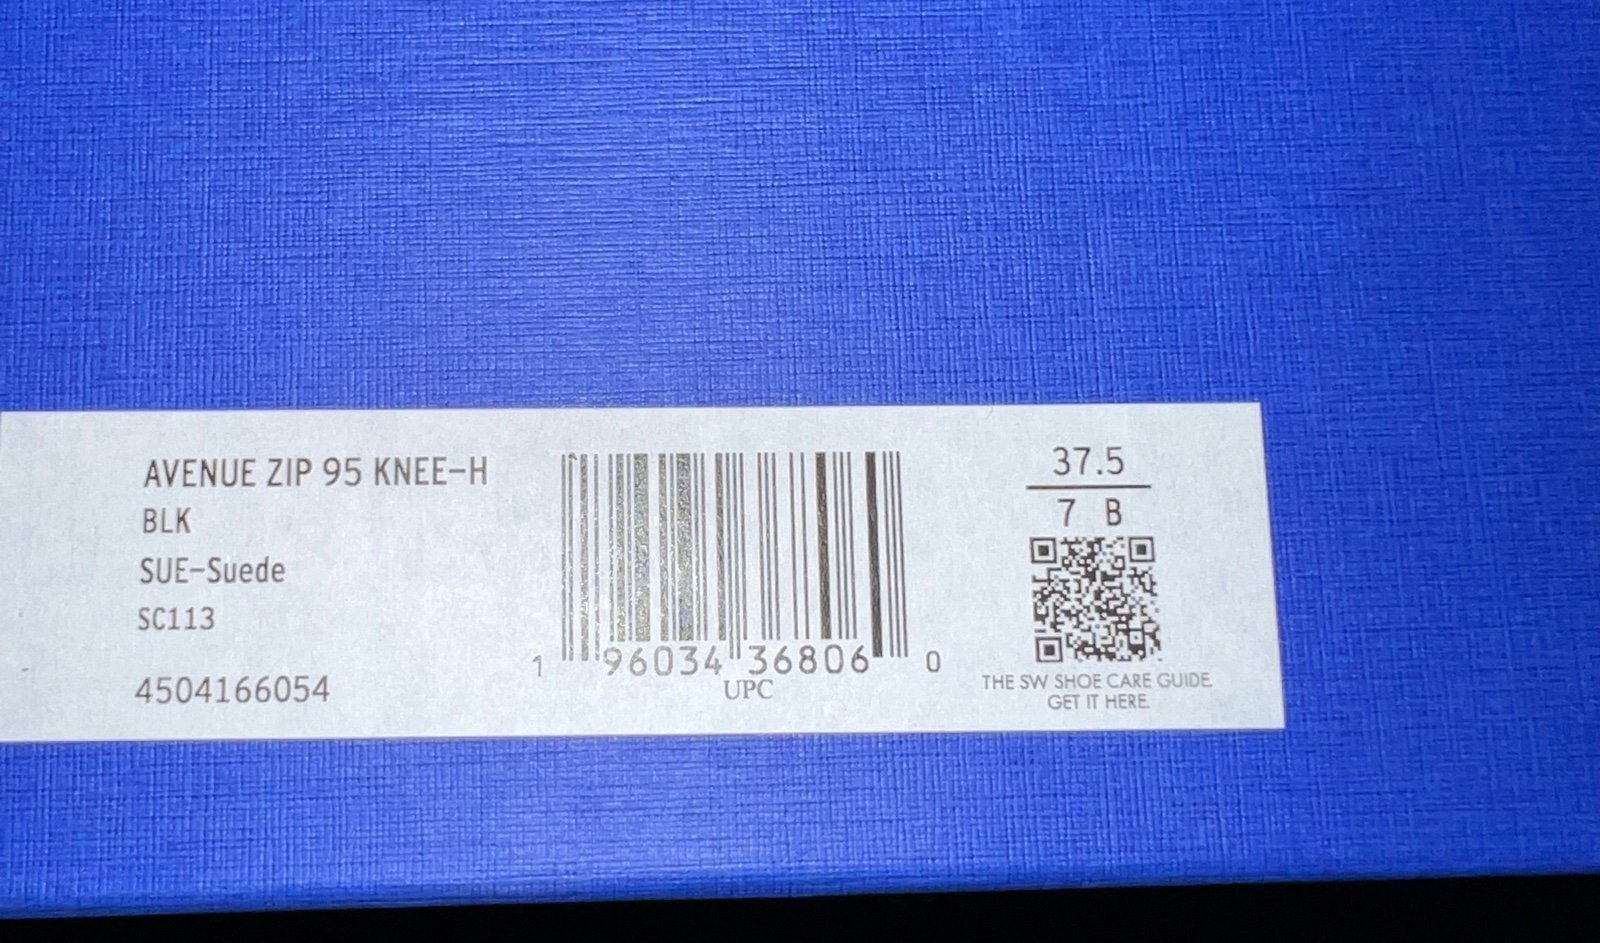 AVENUE ZIP 95 KNEE-H
BLK
SUE-Suede
SC113
4504166054
1 96034 36806 0
UPC
37.5
7 B
THE SW SHOE CARE GUIDE.
GET IT HERE.